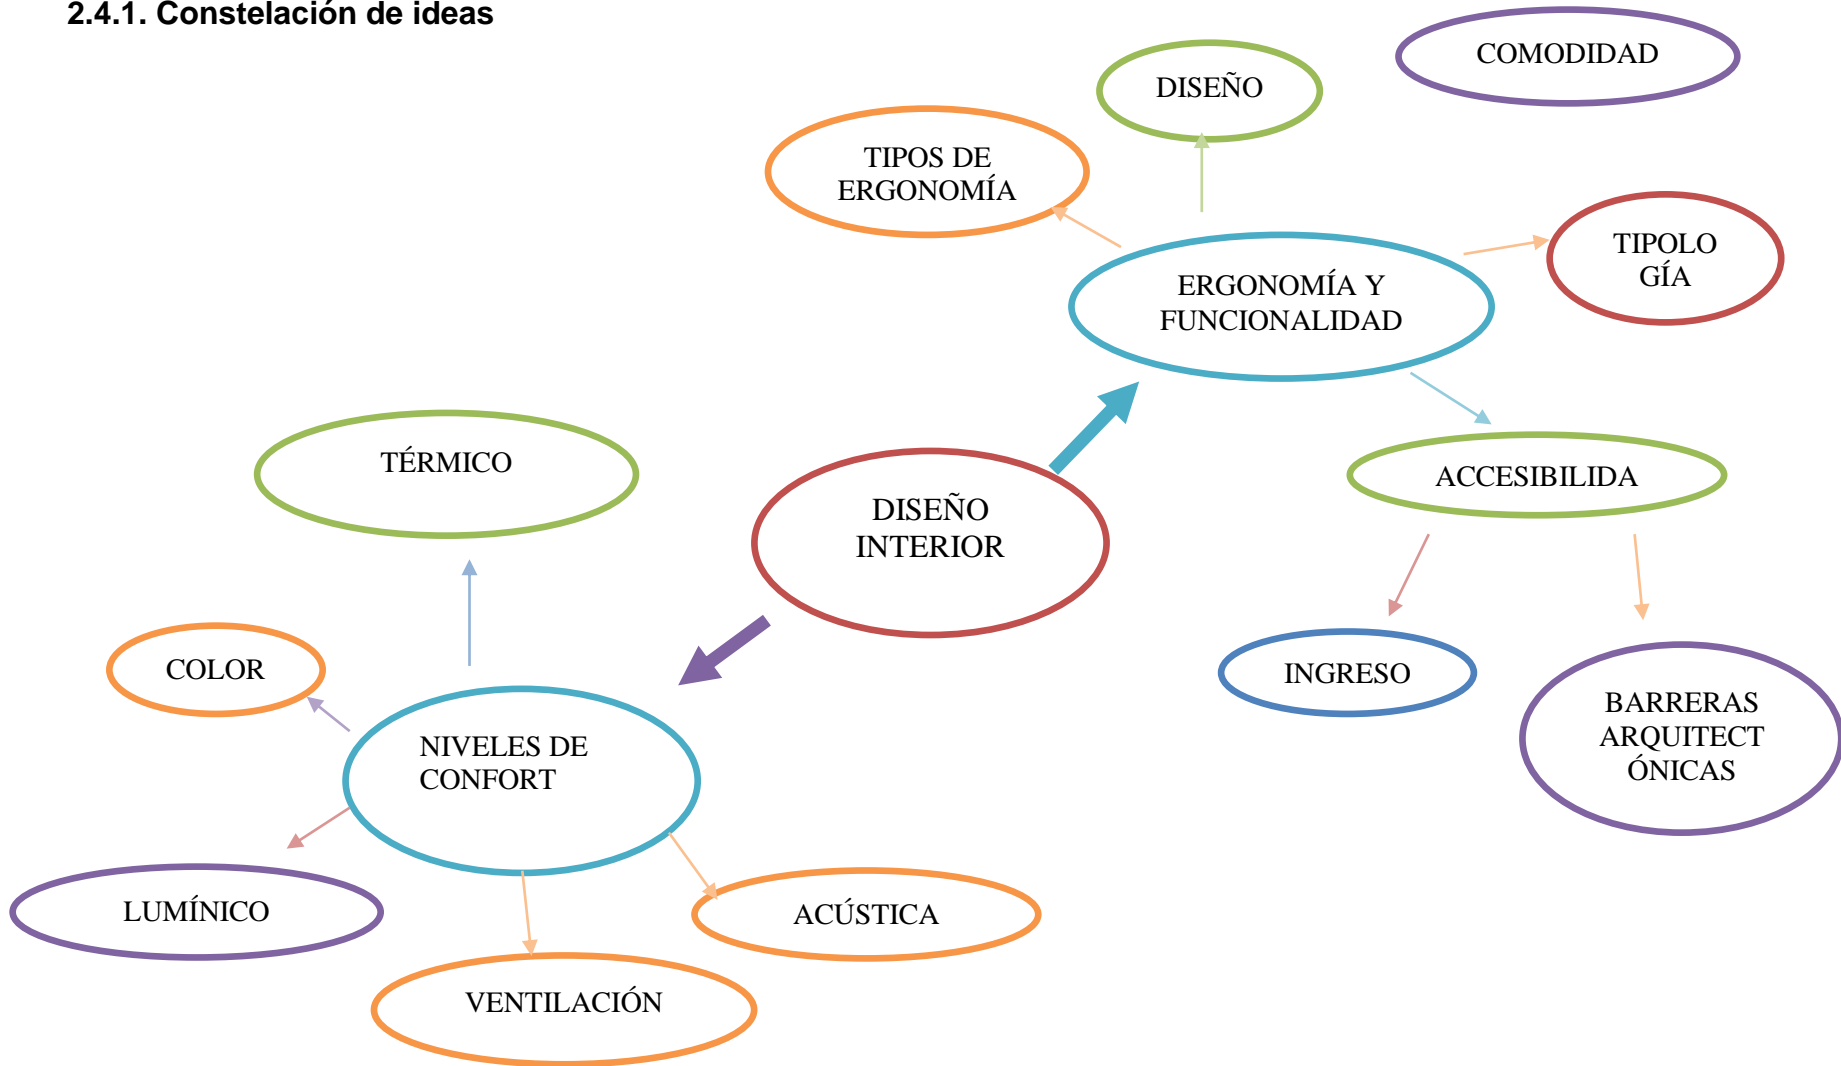 2.4.1. Constelación de ideas
COMODIDAD
DISEÑO
TIPOS DE
ERGONOMÍA
TIPOLO
GÍA
ERGONOMÍA Y
FUNCIONALIDAD
TÉRMICO
ACCESIBILIDA
DISEÑO
INTERIOR
COLOR
INGRESO
BARRERAS
ARQUITECT
ÓNICAS
NIVELES DE
CONFORT
LUMÍNICO
ACÚSTICA
VENTILACIÓN